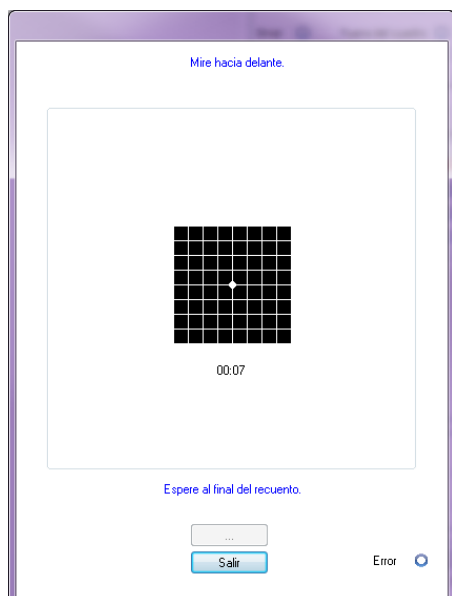 Mire hacia delante.
00:07
Espere al final del recuento.
...
Salir
Error